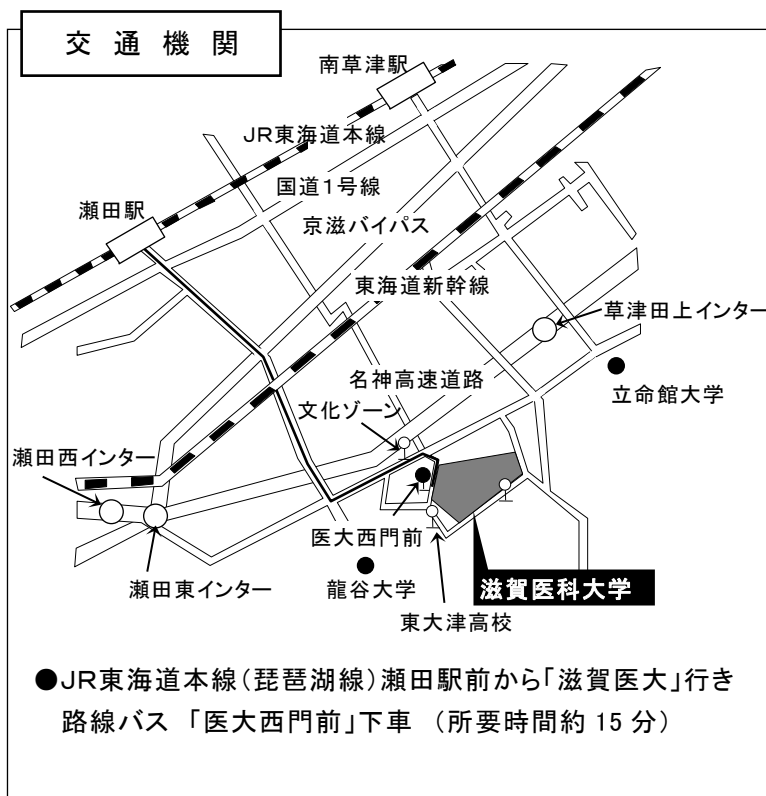 交通機関
南草津駅
JR東海道本線
国道1号線
瀬田駅
京滋バイパス
東海道新幹線
草津田上インター
名神高速道路
立命館大学
文化ゾーン
瀬田西インター
医大西門前
瀬田東インター
龍谷大学
滋賀医科大学
東大津高校
●JR東海道本線(琵琶湖線)瀬田駅前から「滋賀医大」行き
路線バス 「医大西門前」下車 (所要時間約 15 分)